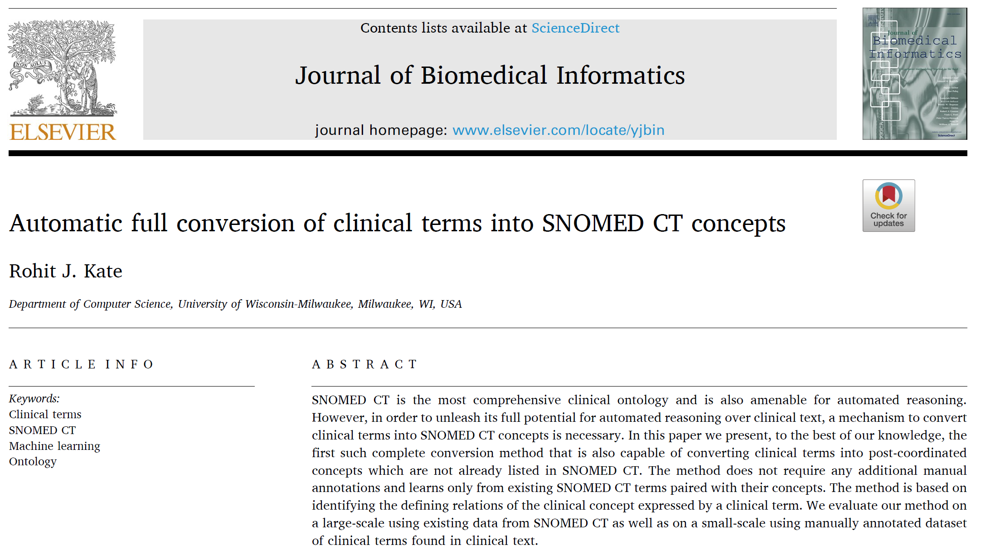 Contents lists available at ScienceDirect
Journal of Biomedical Informatics
journal homepage: www.elsevier.com/locate/yjbin
NON SOLUS
ELSEVIER
Journal of
Biomedical
Informatics
ScienceDirect
Check for
updates
Automatic full conversion of clinical terms into SNOMED CT concepts
Rohit J. Kate
Department of Computer Science, University of Wisconsin-Milwaukee, Milwaukee, WI, USA
ARTICLE INFO
Keywords:
Clinical terms
SNOMED CT
Machine learning
Ontology
ABSTRACT
SNOMED CT is the most comprehensive clinical ontology and is also amenable for automated reasoning.
However, in order to unleash its full potential for automated reasoning over clinical text, a mechanism to convert
clinical terms into SNOMED CT concepts is necessary. In this paper we present, to the best of our knowledge, the
first such complete conversion method that is also capable of converting clinical terms into post-coordinated
concepts which are not already listed in SNOMED CT. The method does not require any additional manual
annotations and learns only from existing SNOMED CT terms paired with their concepts. The method is based on
identifying the defining relations of the clinical concept expressed by a clinical term. We evaluate our method on
a large-scale using existing data from SNOMED CT as well as on a small-scale using manually annotated dataset
of clinical terms found in clinical text.